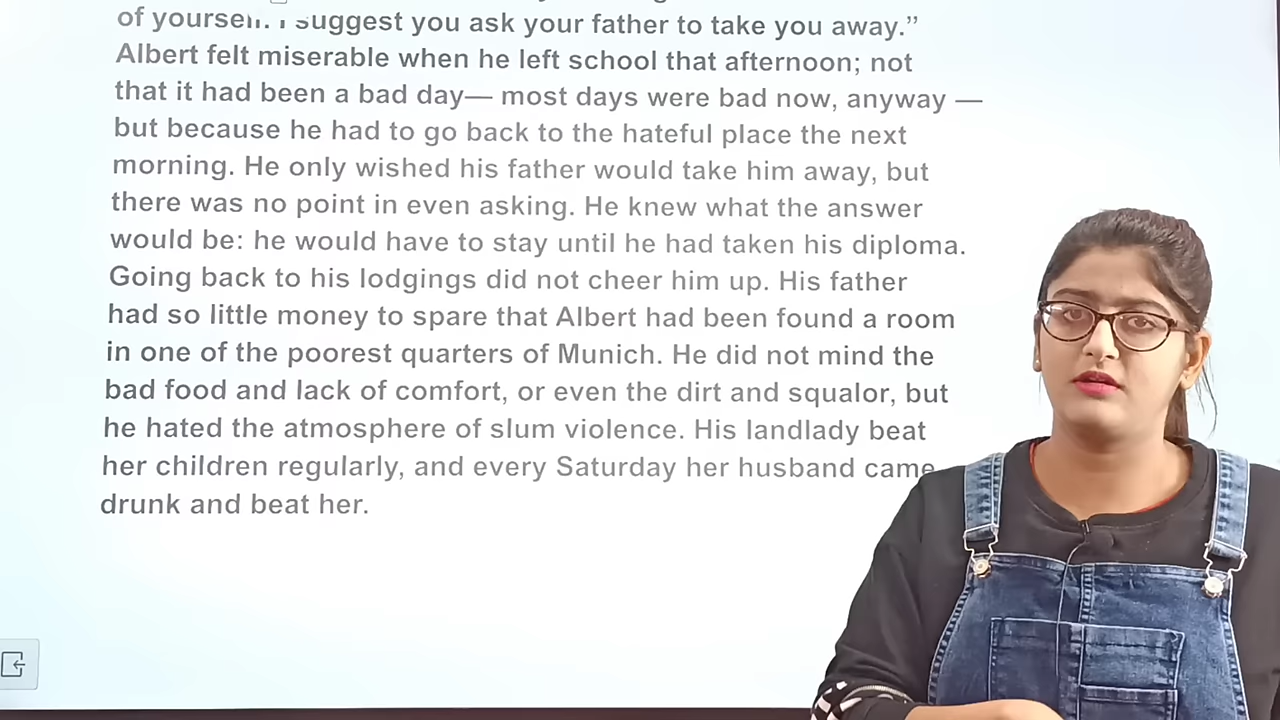 of yourself. I suggest you ask your father to take you away.”
Albert felt miserable when he left school that afternoon; not
that it had been a bad day— most days were bad now, anyway —
but because he had to go back to the hateful place the next
morning. He only wished his father would take him away, but
there was no point in even asking. He knew what the answer
would be: he would have to stay until he had taken his diploma.
Going back to his lodgings did not cheer him up. His father
had so little money to spare that Albert had been found a room
in one of the poorest quarters of Munich. He did not mind the
bad food and lack of comfort, or even the dirt and squalor, but
he hated the atmosphere of slum violence. His landlady beat
her children regularly, and every Saturday her husband came
drunk and beat her.